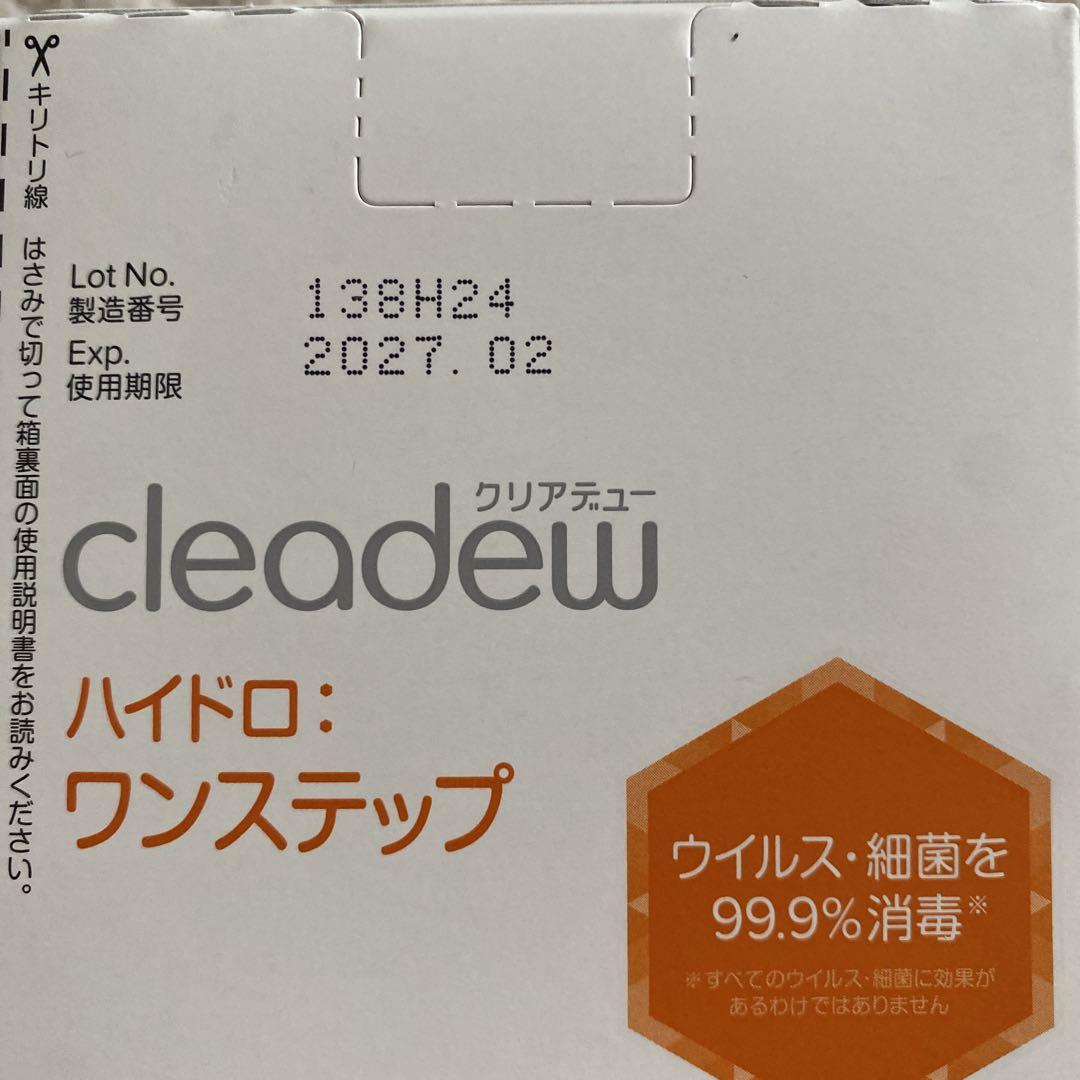 キリトリ線 はさみで切って箱裏面の使用説明書をお読みください。
Lot No.
製造番号
138H24
Exp.
使用期限
2027.02
クリアデュー
cleadew
ハイドロ：
ワンステップ
ウイルス・細菌を
99.9%消毒※
※すべてのウイルス・細菌に効果が
あるわけではありません